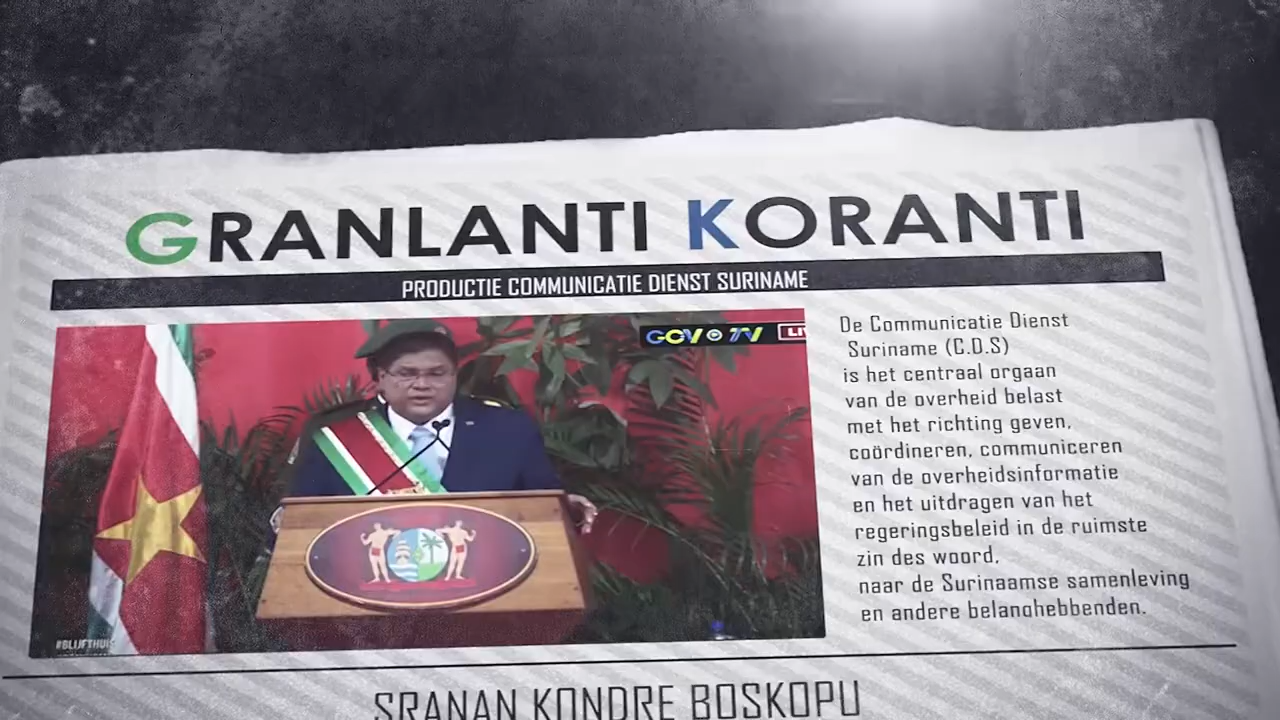 GRANLANTI KORANTI
PRODUCTIE COMMUNICATIE DIENST SURINAME
GOV TV LIV
#BLIJFTHUIS
De Communicatie Dienst
Suriname (C.D.S)
is het centraal orgaan
van de overheid belast
met het richting geven,
coördineren, communiceren
van de overheidsinformatie
en het uitdragen van het
regeringsbeleid in de ruimste
zin des woord,
naar de Surinaamse samenleving
en andere belanghebbenden.
SRANAN KONDRE BOSKOPU